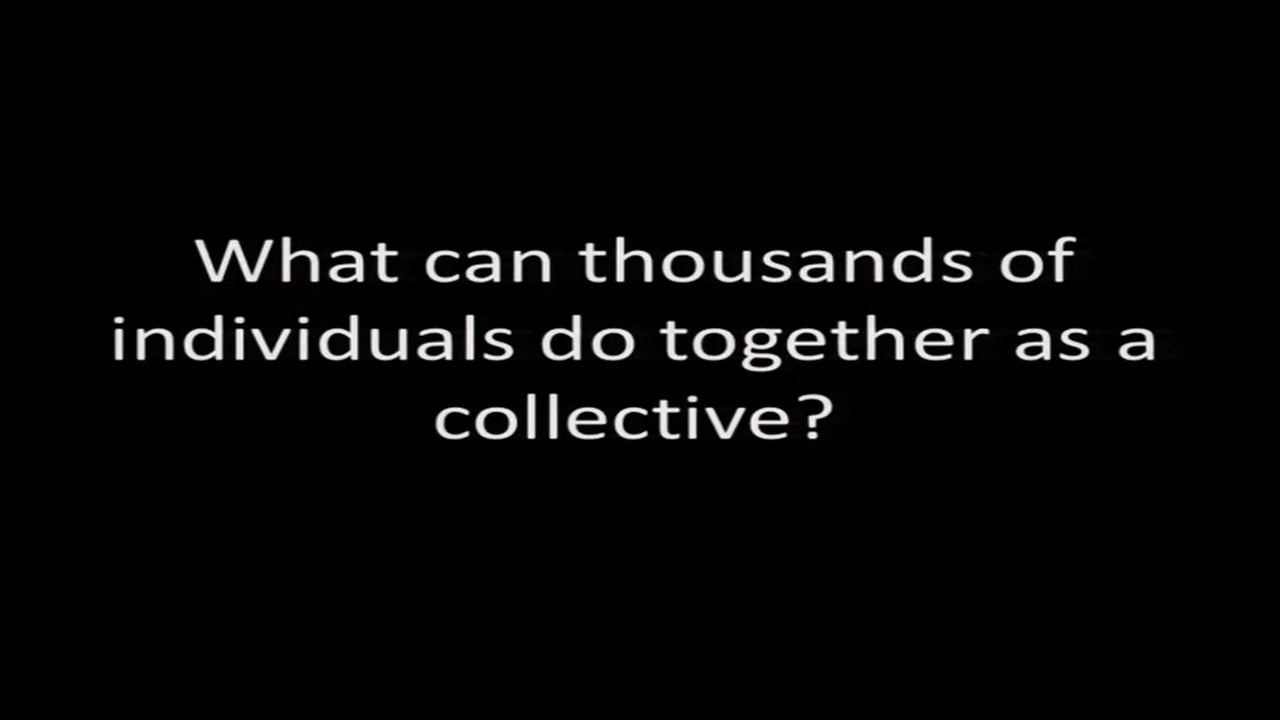 What can thousands of
individuals do together as a
collective?